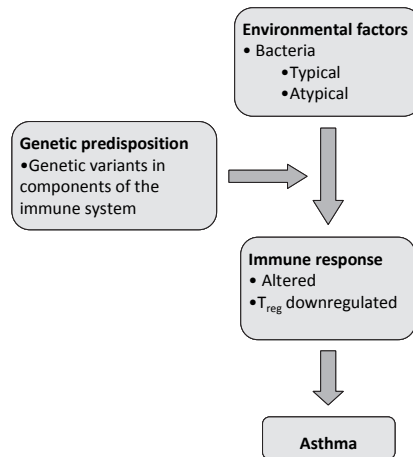 Environmental factors
• Bacteria
•Typical
•Atypical
Genetic predisposition
•Genetic variants in
components of the
immune system
Immune response
• Altered
•Treg downregulated
Asthma